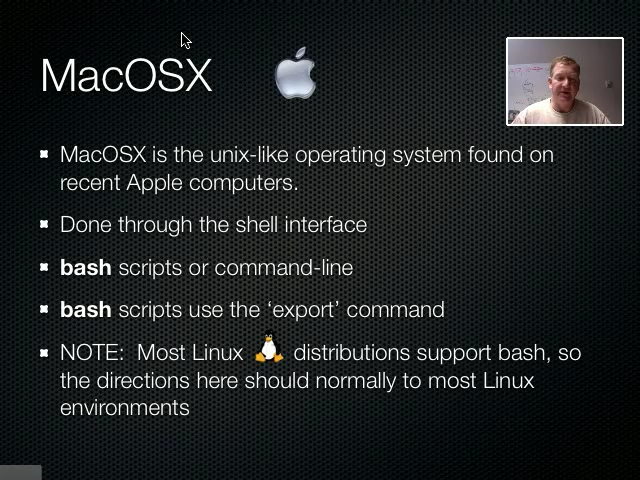 MacOSX
MacOSX is the unix-like operating system found on
recent Apple computers.
Done through the shell interface
bash scripts or command-line
bash scripts use the ‘export’ command
NOTE: Most Linux distributions support bash, so
the directions here should normally to most Linux
environments